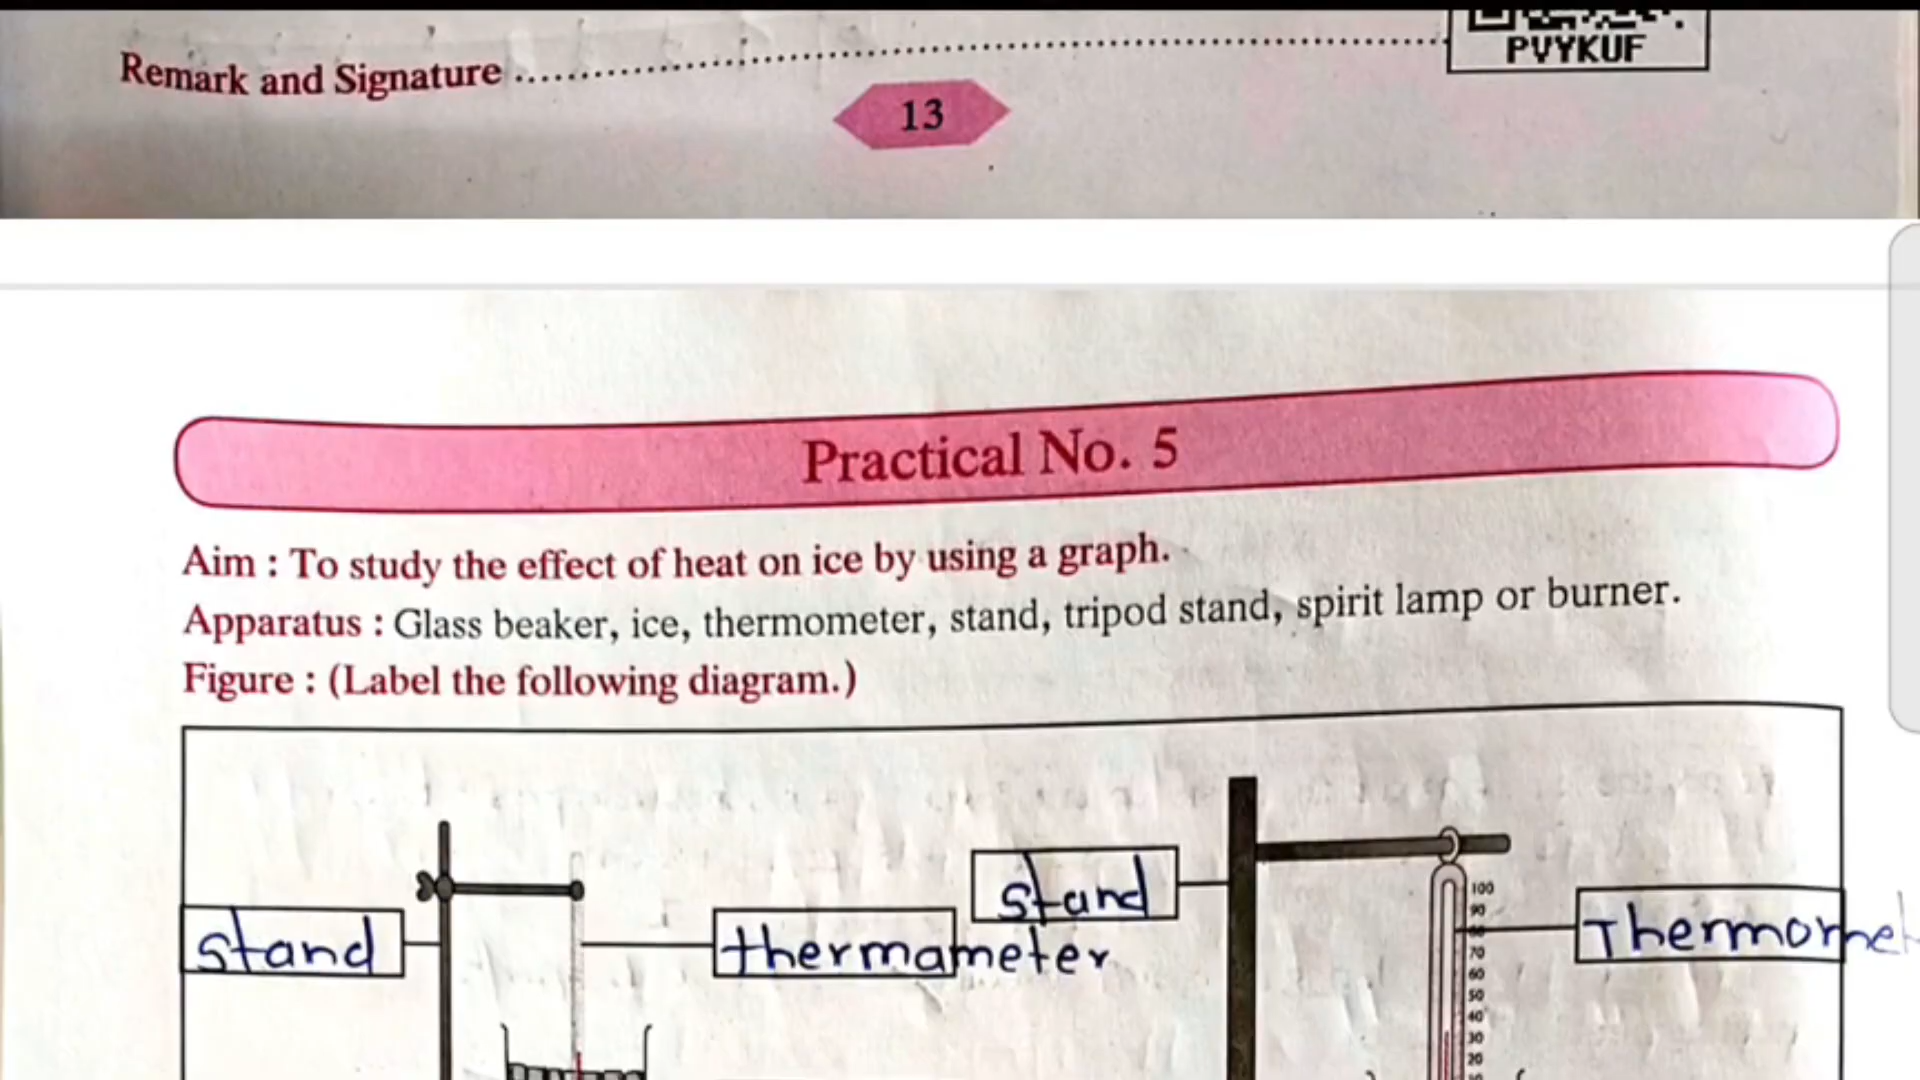 PVYKUF
Remark and Signature
13
Practical No. 5
Aim : To study the effect of heat on ice by using a graph.
Apparatus : Glass beaker, ice, thermometer, stand, tripod stand, spirit lamp or burner.
Figure : (Label the following diagram.)
stand
thermameter
stand
100
90
70
60
50
40
30
20